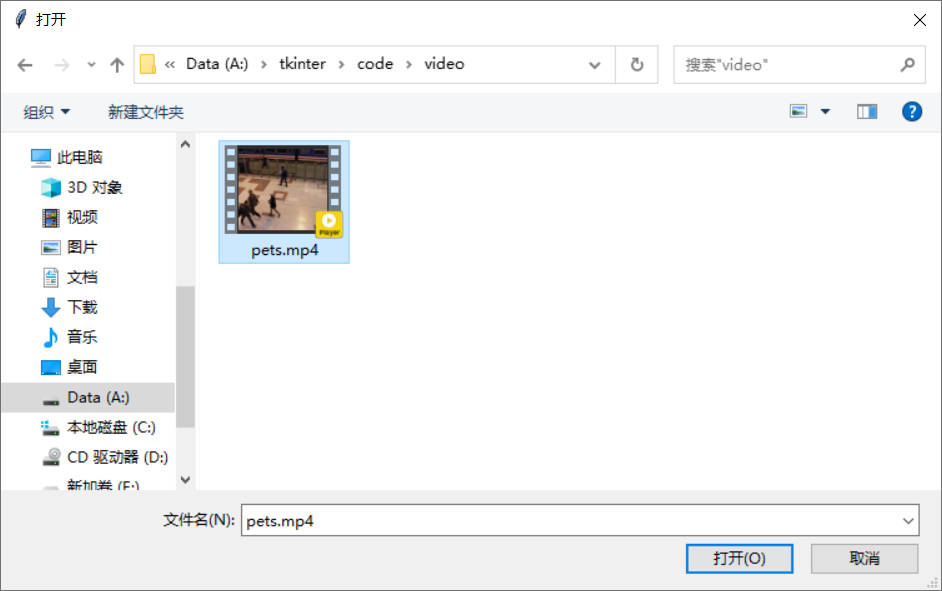 打开
« Data (A:) › tkinter › code › video
搜索"video"
组织
新建文件夹
此电脑
3D 对象
视频
图片
文档
下载
音乐
桌面
Data (A:)
本地磁盘 (C:)
CD 驱动器 (D:)
新加卷 (E:)
Player
pets.mp4
文件名(N):
pets.mp4
打开(O)
取消